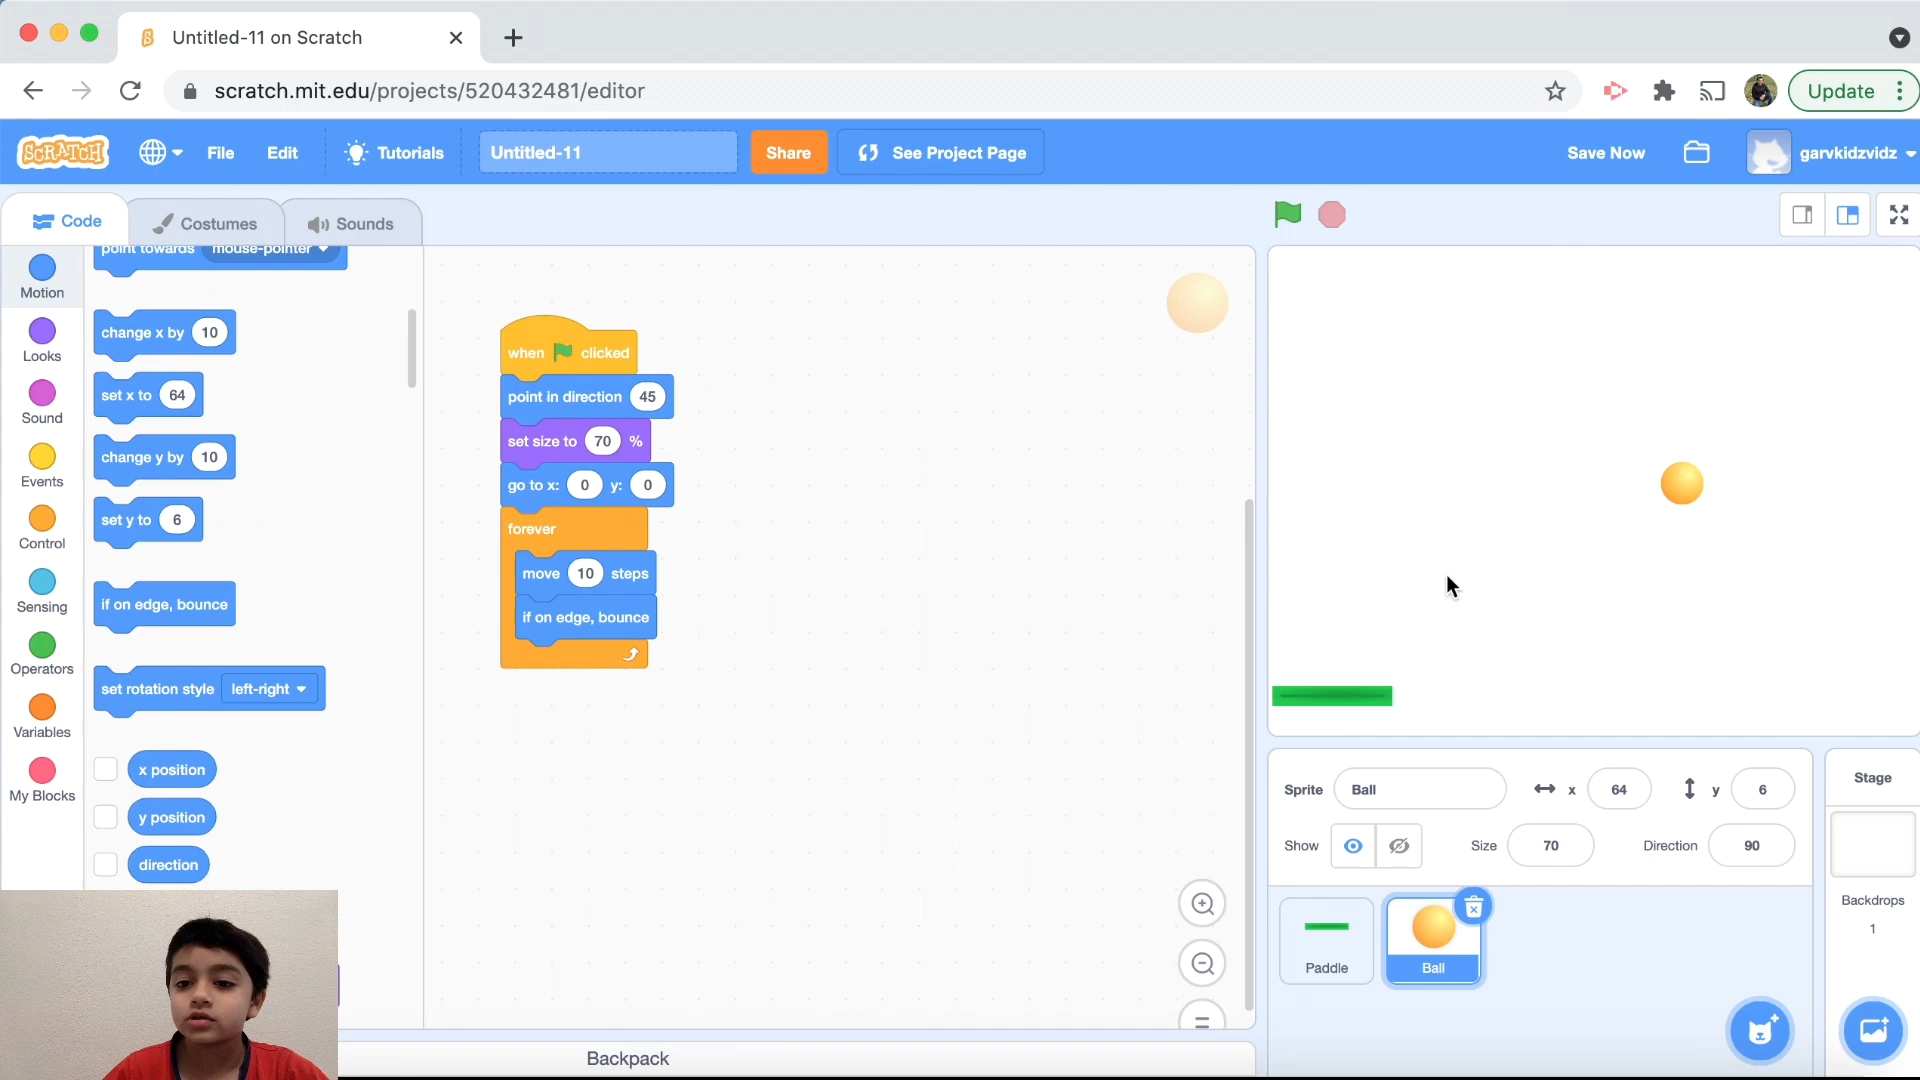 Untitled-11 on Scratch
scratch.mit.edu/projects/520432481/editor
Update
SCRATCH
File
Edit
Tutorials
Untitled-11
Share
See Project Page
Save Now
garvkidzvidz
Code
Costumes
Sounds
Motion
Looks
Sound
Events
Control
Sensing
Operators
Variables
My Blocks
point towards mouse-pointer
change x by 10
set x to 64
change y by 10
set y to 6
if on edge, bounce
set rotation style left-right
x position
y position
direction
when clicked
point in direction 45
set size to 70 %
go to x: 0 y: 0
forever
move 10 steps
if on edge, bounce
Backpack
Sprite Ball x 64 y 6
Show Size 70 Direction 90
Paddle
Ball
Stage
Backdrops
1